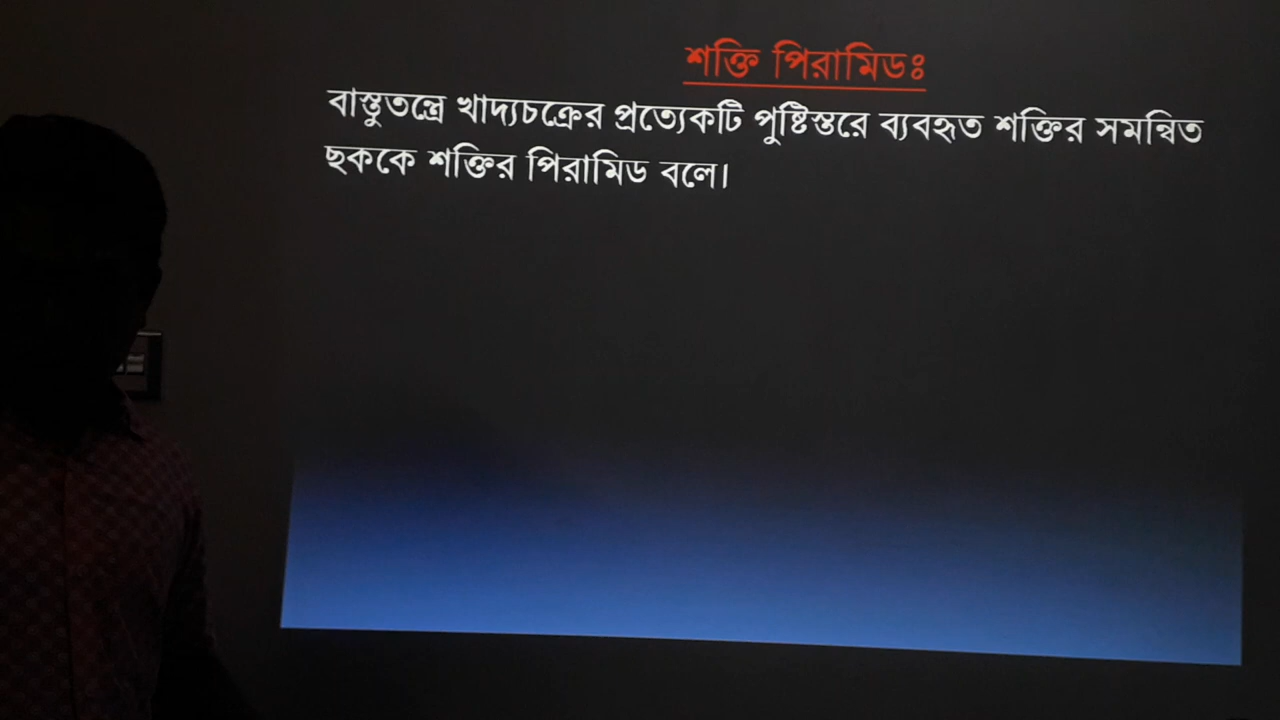 শক্তি পিরামিডঃ
বাস্তুতন্ত্রে খাদ্যচক্রের প্রত্যেকটি পুষ্টিস্তরে ব্যবহৃত শক্তির সমন্বিত
ছককে শক্তির পিরামিড বলে।